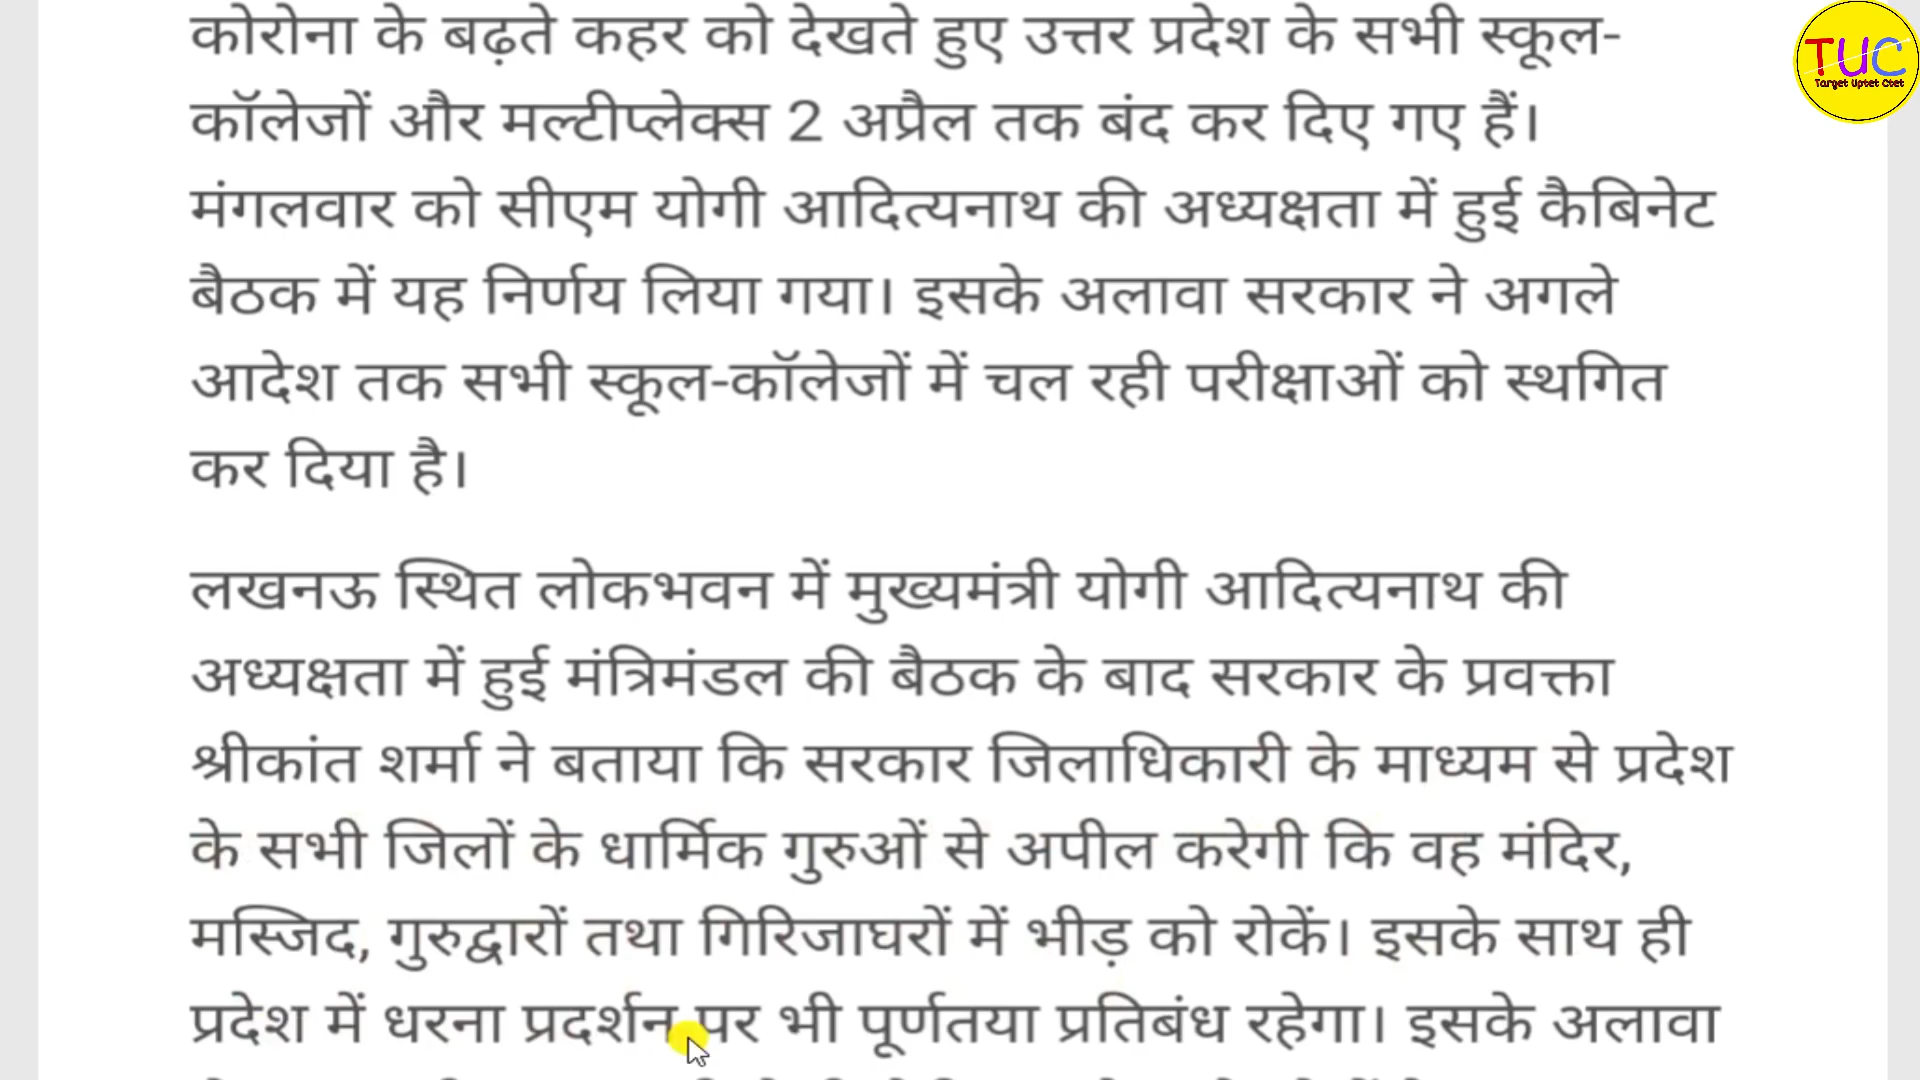 कोरोना के बढ़ते कहर को देखते हुए उत्तर प्रदेश के सभी स्कूल-
कॉलेजों और मल्टीप्लेक्स 2 अप्रैल तक बंद कर दिए गए हैं।
मंगलवार को सीएम योगी आदित्यनाथ की अध्यक्षता में हुई कैबिनेट
बैठक में यह निर्णय लिया गया। इसके अलावा सरकार ने अगले
आदेश तक सभी स्कूल-कॉलेजों में चल रही परीक्षाओं को स्थगित
कर दिया है।
लखनऊ स्थित लोकभवन में मुख्यमंत्री योगी आदित्यनाथ की
अध्यक्षता में हुई मंत्रिमंडल की बैठक के बाद सरकार के प्रवक्ता
श्रीकांत शर्मा ने बताया कि सरकार जिलाधिकारी के माध्यम से प्रदेश
के सभी जिलों के धार्मिक गुरुओं से अपील करेगी कि वह मंदिर,
मस्जिद, गुरुद्वारों तथा गिरिजाघरों में भीड़ को रोकें। इसके साथ ही
प्रदेश में धरना प्रदर्शन पर भी पूर्णतया प्रतिबंध रहेगा। इसके अलावा
TUC
Target Uptet Ctet